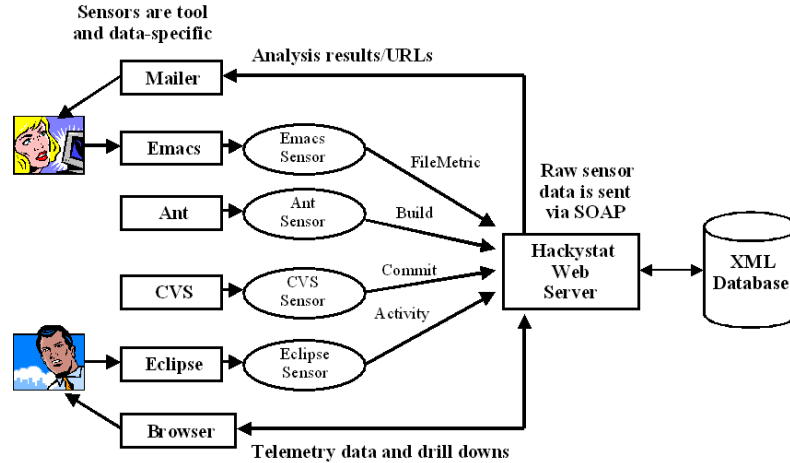 Sensors are tool
and data-specific
Analysis results/URLs
Mailer
Emacs
Emacs
Sensor
FileMetric
Raw sensor
data is sent
via SOAP
Ant
Ant
Sensor
Build
Hackystat
Web
Server
XML
Database
CVS
CVS
Sensor
Commit
Activity
Eclipse
Eclipse
Sensor
Browser
Telemetry data and drill downs